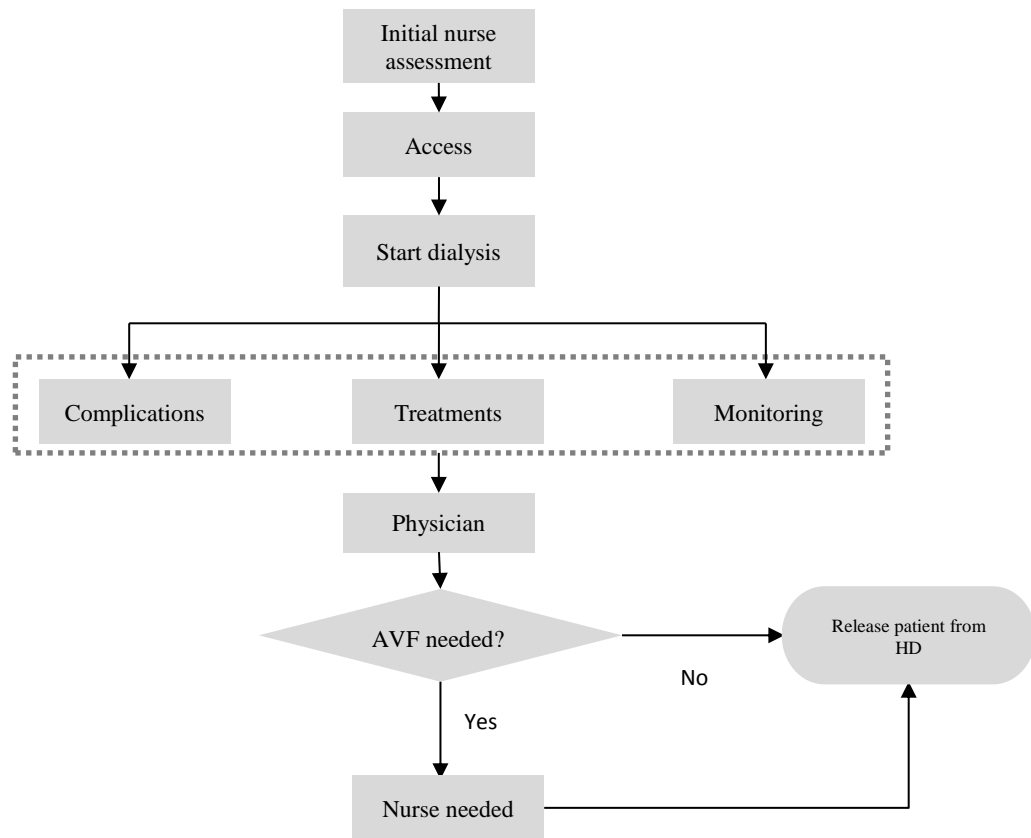 Initial nurse
assessment
Access
Start dialysis
Complications
Treatments
Monitoring
Physician
AVF needed?
Release patient from
HD
No
Yes
Nurse needed